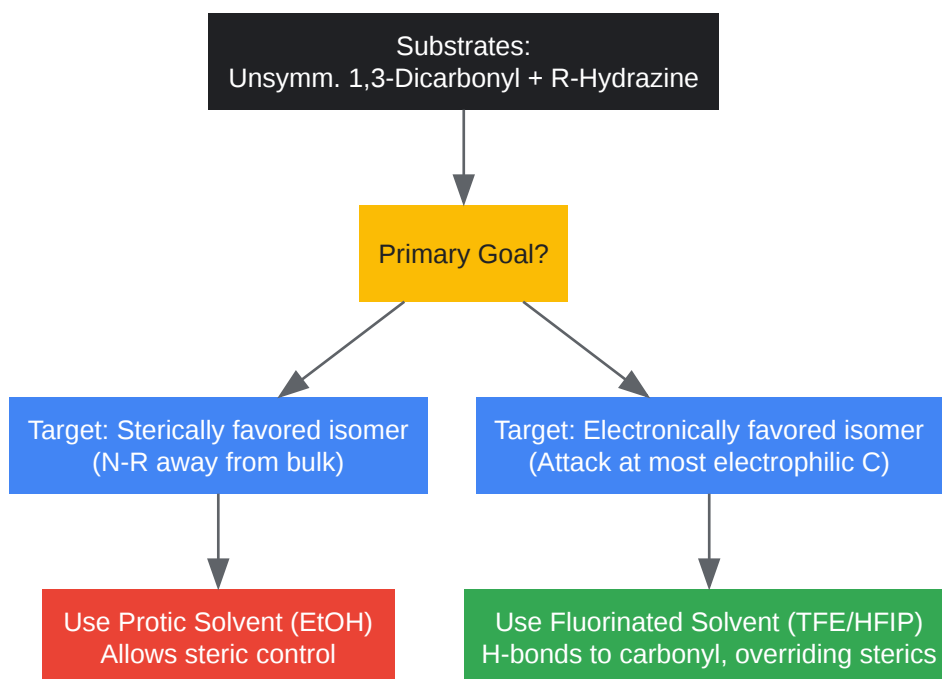 Substrates:
Unsymm. 1,3-Dicarbonyl + R-Hydrazine
Primary Goal?
Target: Sterically favored isomer
(N-R away from bulk)
Target: Electronically favored isomer
(Attack at most electrophilic C)
Use Protic Solvent (EtOH)
Allows steric control
Use Fluorinated Solvent (TFE/HFIP)
H-bonds to carbonyl, overriding sterics